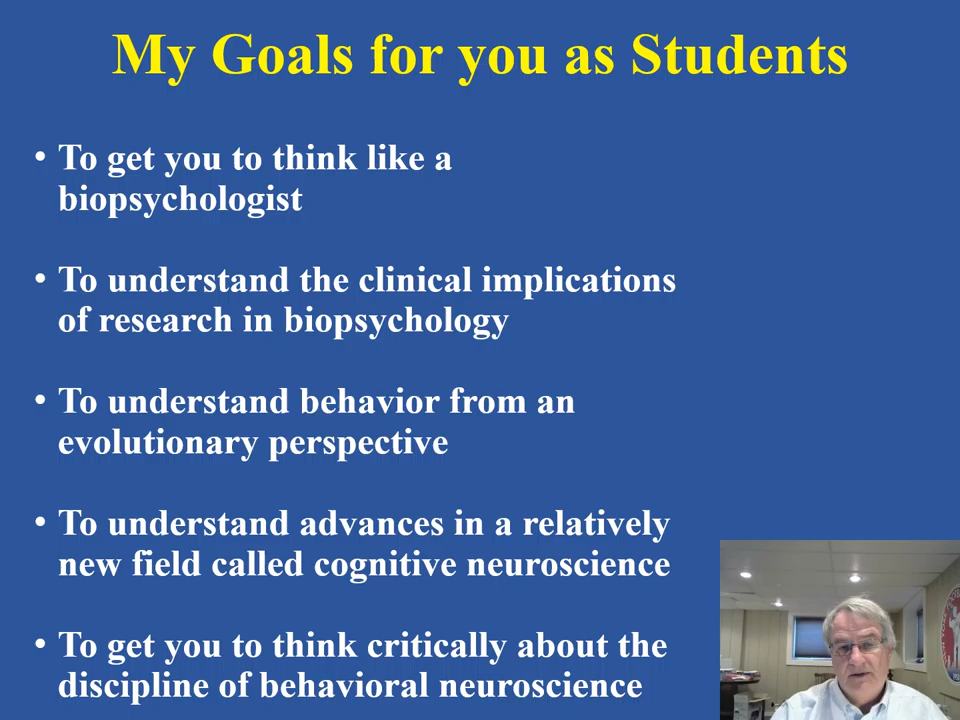 My Goals for you as Students
• To get you to think like a
biopsychologist
• To understand the clinical implications
of research in biopsychology
• To understand behavior from an
evolutionary perspective
• To understand advances in a relatively
new field called cognitive neuroscience
• To get you to think critically about the
discipline of behavioral neuroscience